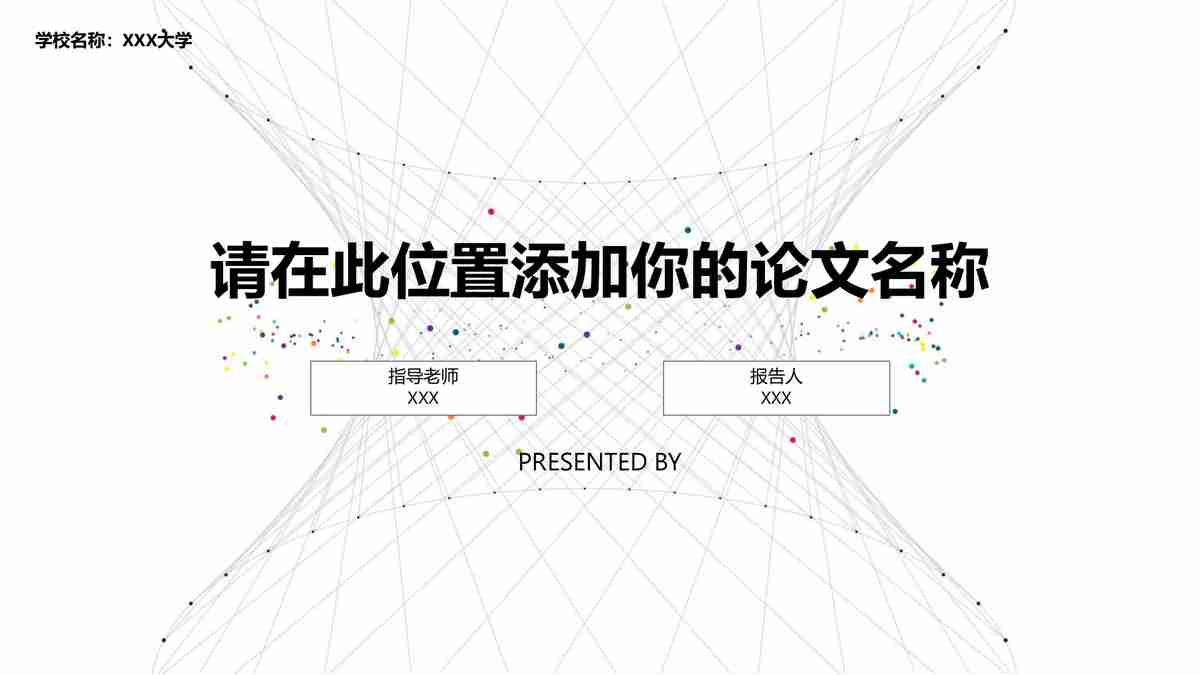 学校名称：XXX大学
请在此位置添加你的论文名称
指导老师
XXX
报告人
XXX
PRESENTED BY